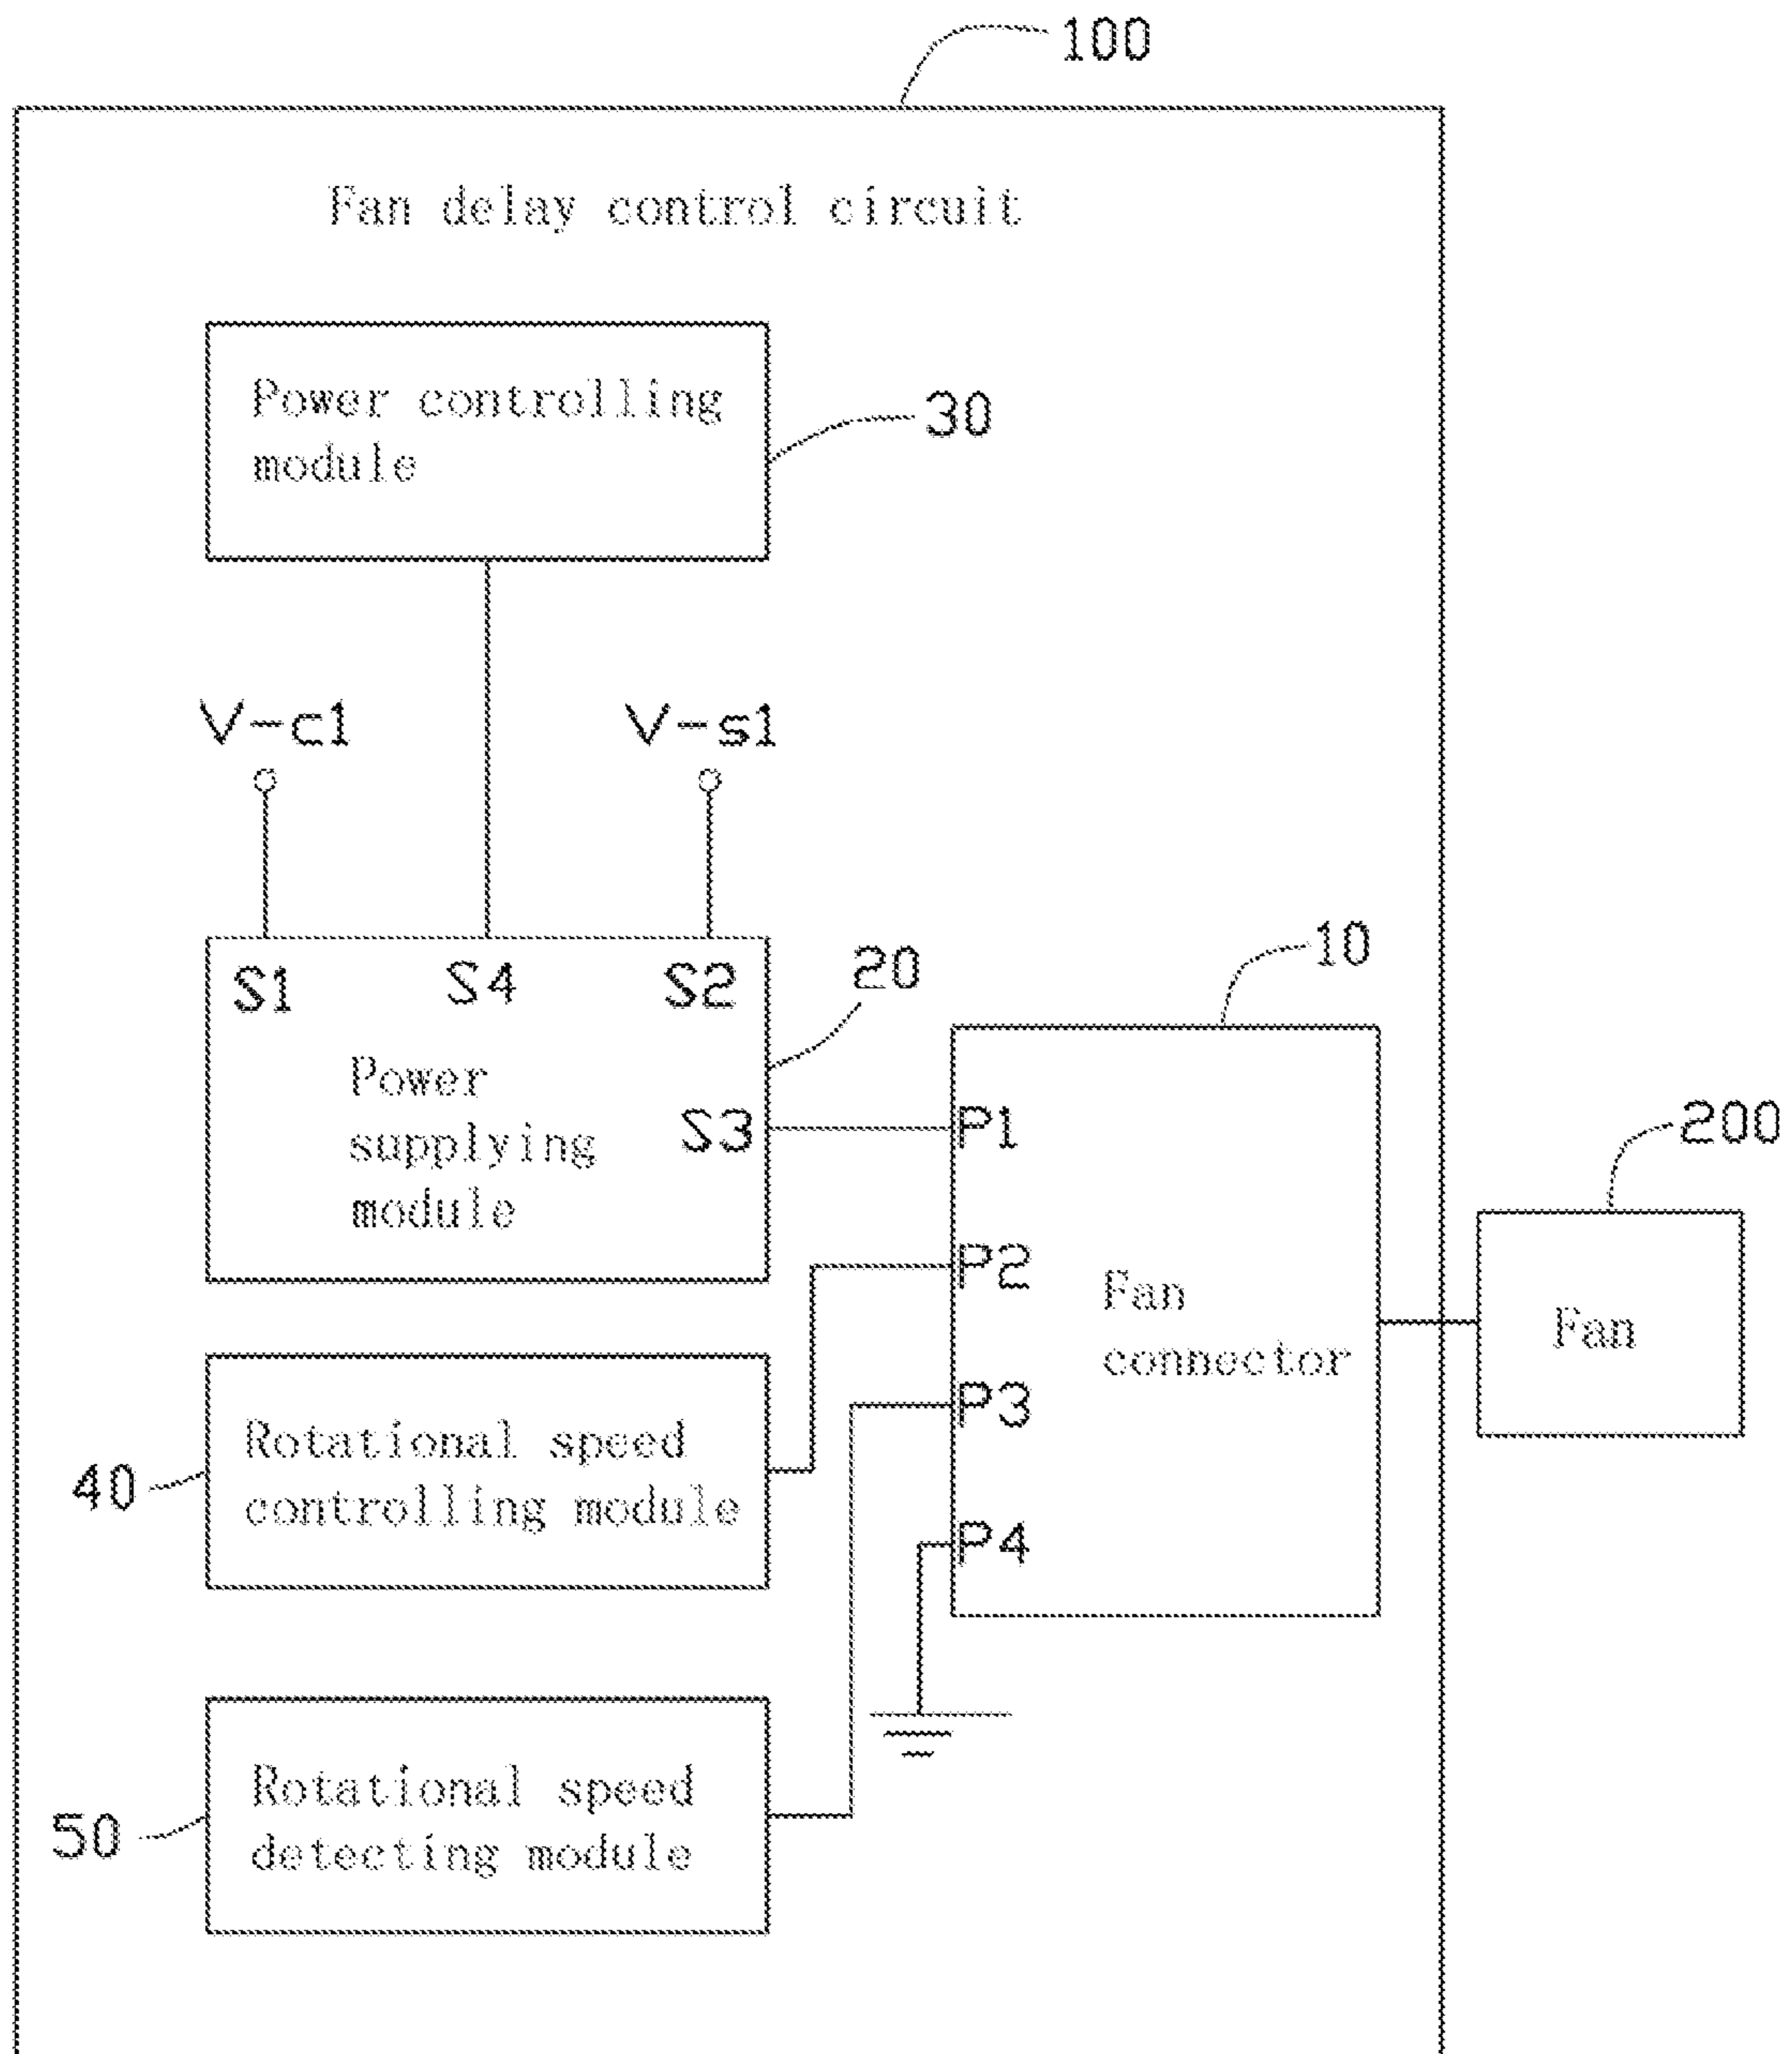 100
Fan delay control circuit
Power controlling
module
30
V-c1
V-s1
S1
S4
S2
20
10
Power
supplying
module
S3
P1
200
P2
Fan
connector
Fan
P3
Rotational speed
controlling module
40
P4
Rotational speed
detecting module
50